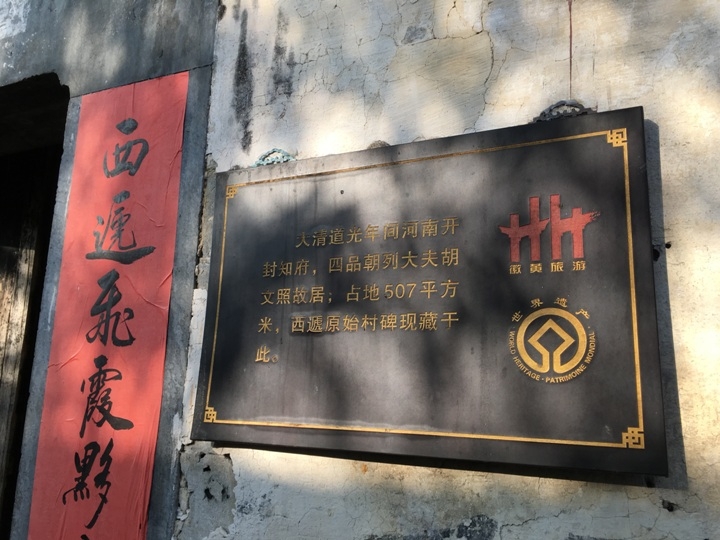 西遞飛霞黟
大清道光年间河南开
封知府，四品朝列大夫胡
文照故居；占地507平方
米，西递原始村碑现藏于
此。
徽黄旅游
世界遗产
WORLD HERITAGE • PATRIMOINE MONDIAL